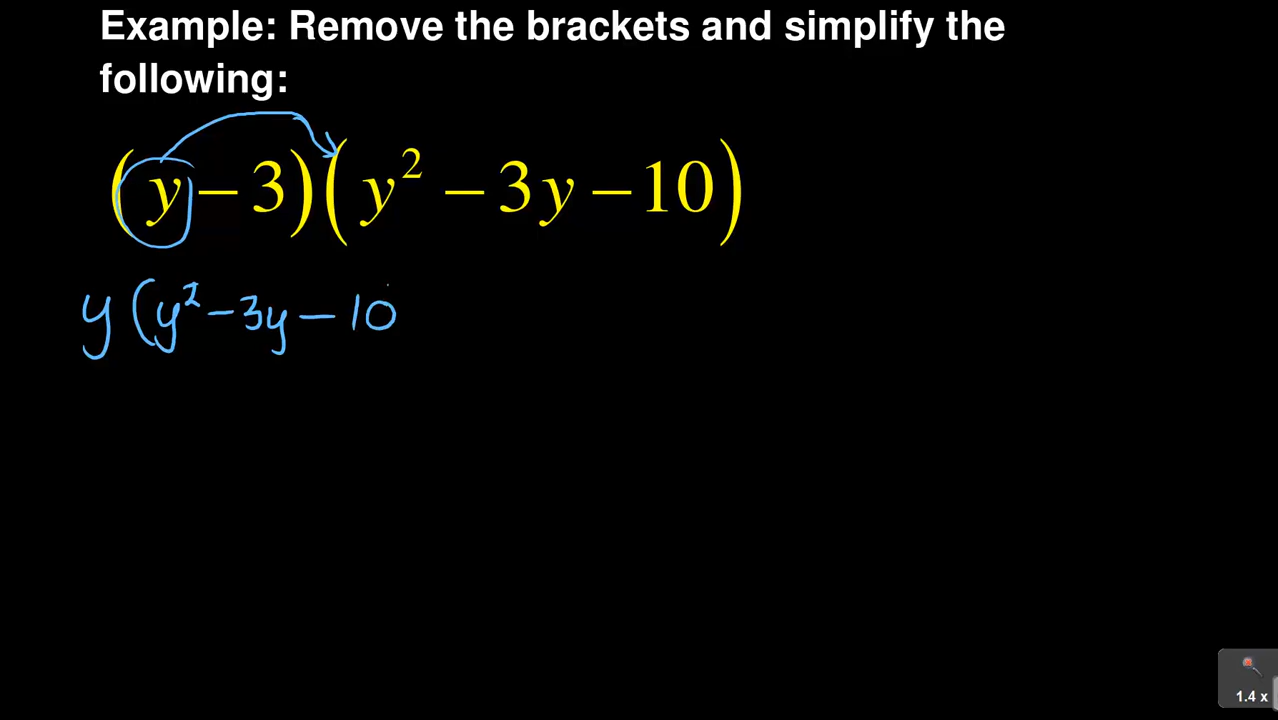 Example: Remove the brackets and simplify the
following:
(y − 3)(y² − 3y − 10)
y (y² − 3y − 10
1.4 x